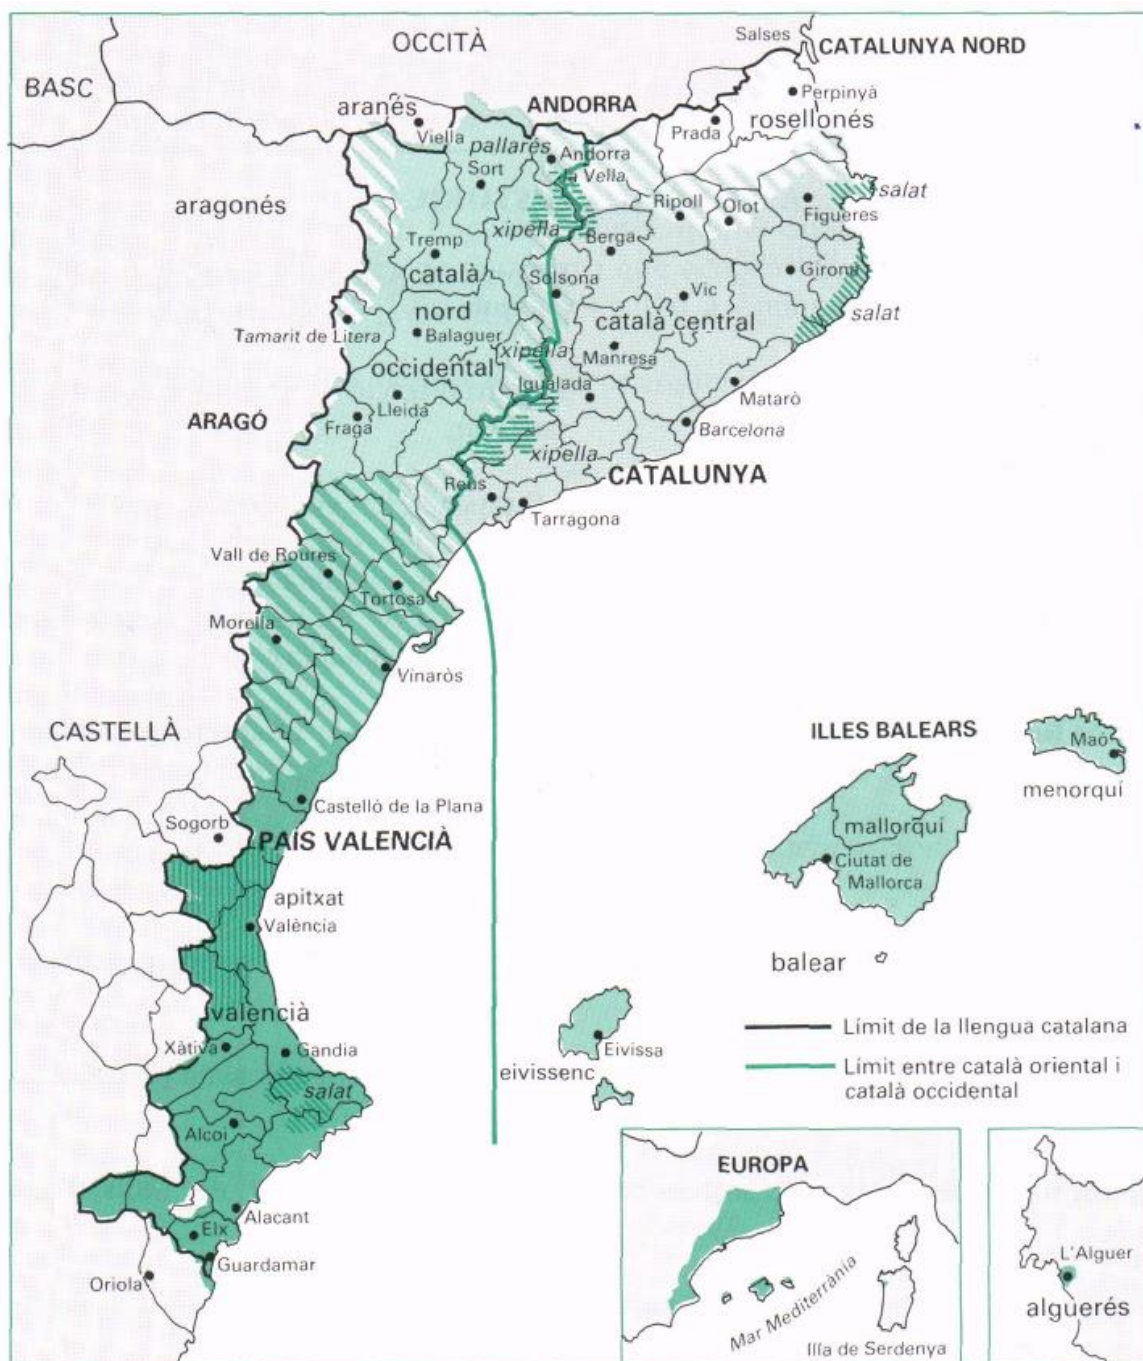 OCCITÀ
Salses
CATALUNYA NORD
BASC
ANDORRA
Perpinyà
aranés
Viella
Prada
rosellonés
pallarés
Andorra
la Vella
Sort
salat
aragonés
Ripoll
Olot
Figueres
xipella
Berga
Tremp
català
Solsona
Girona
Vic
nord
català central
salat
Tamarit de Litera
Balaguer
xipella
Manresa
occidental
Igualada
Matarò
Lleida
ARAGÓ
Fraga
Barcelona
xipella
CATALUNYA
Reus
Tarragona
Vall de Roures
Tortosa
Morella
Vinaròs
CASTELLÀ
ILLES BALEARS
Maó
menorquí
Castelló de la Plana
Sogorb
mallorquí
PAÍS VALENCIÀ
Ciutat de
Mallorca
apitxat
València
balear
valencià
Límit de la llengua catalana
Xàtiva
Gandia
Eivissa
eivissenc
Límit entre català oriental i
català occidental
salat
Alcoi
EUROPA
Alacant
Elx
Guardamar
Oriola
Mar Mediterrània
Illa de Serdenya
L'Alguer
alguerés